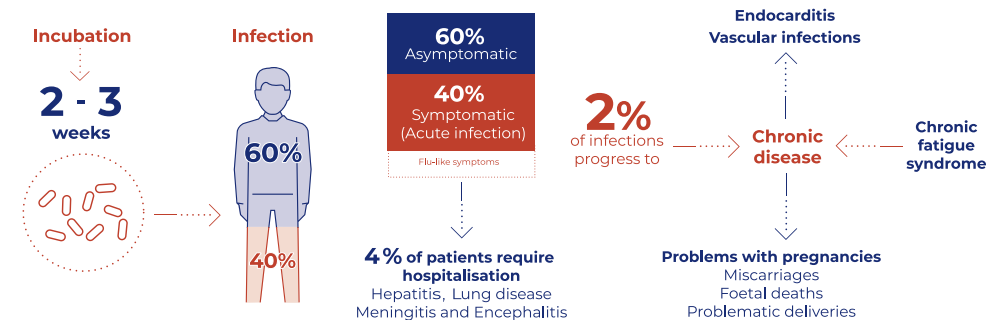 Incubation
2 - 3
weeks
Infection
60%
40%
60%
Asymptomatic
40%
Symptomatic
(Acute infection)
Flu-like symptoms
4% of patients require
hospitalisation
Hepatitis, Lung disease
Meningitis and Encephalitis
2%
of infections
progress to
Endocarditis
Vascular infections
Chronic
disease
Chronic
fatigue
syndrome
Problems with pregnancies
Miscarriages
Foetal deaths
Problematic deliveries